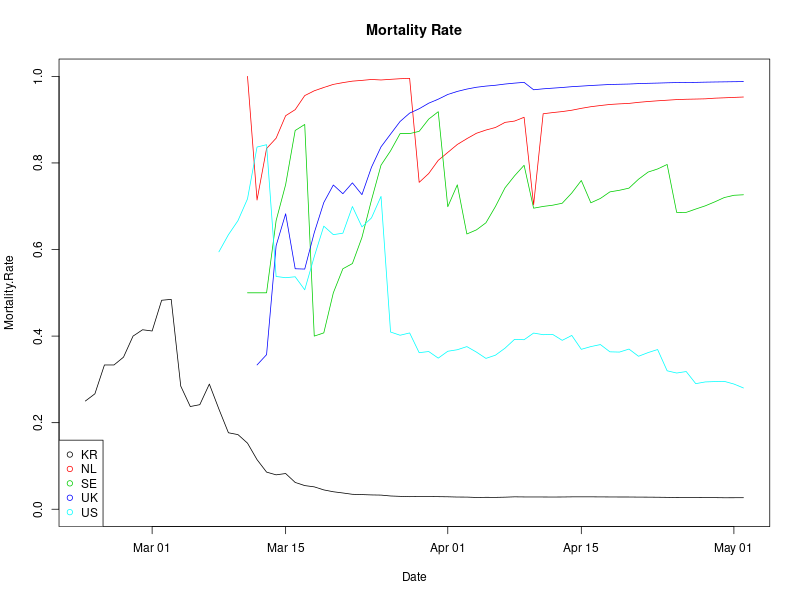 Mortality Rate
Mortality.Rate
1.0
0.8
0.6
0.4
0.2
0.0
KR
NL
SE
UK
US
Mar 01 Mar 15 Apr 01 Apr 15 May 01
Date